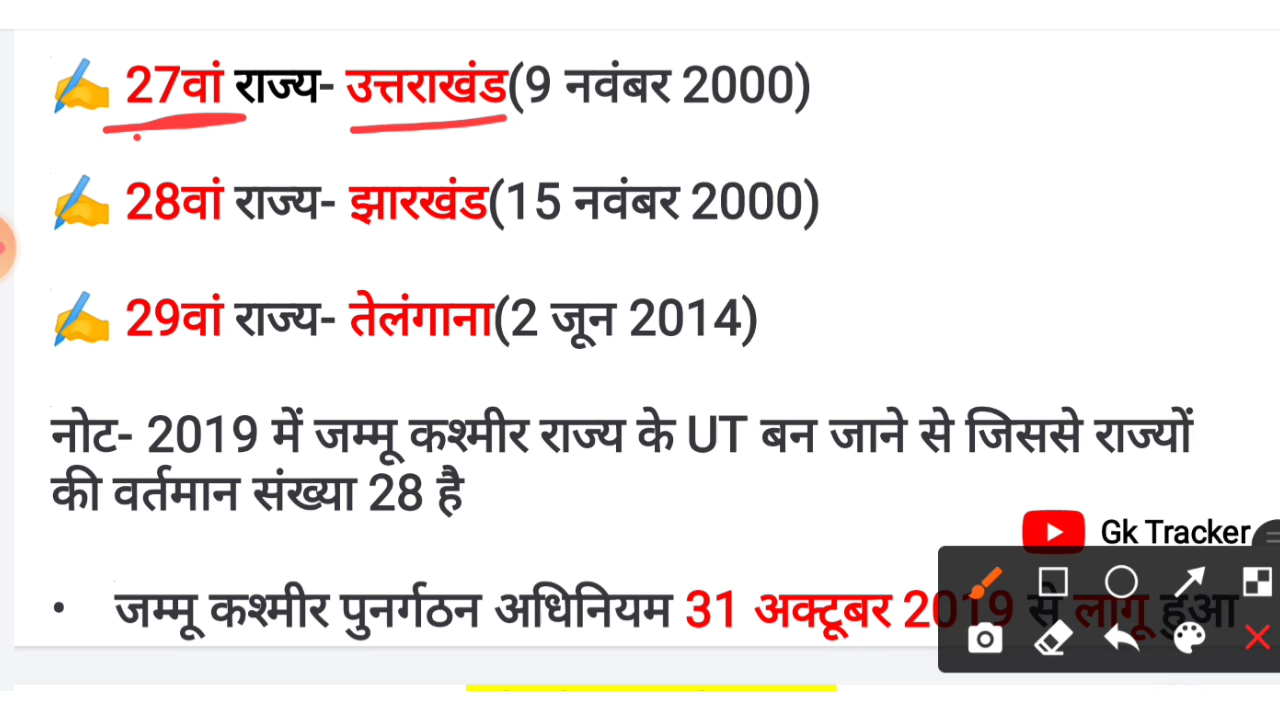 ✍️ 27वां राज्य- उत्तराखंड(9 नवंबर 2000)
✍️ 28वां राज्य- झारखंड(15 नवंबर 2000)
✍️ 29वां राज्य- तेलंगाना(2 जून 2014)
नोट- 2019 में जम्मू कश्मीर राज्य के UT बन जाने से जिससे राज्यों
की वर्तमान संख्या 28 है
Gk Tracker
• जम्मू कश्मीर पुनर्गठन अधिनियम 31 अक्टूबर 2019 से लागू हुआ